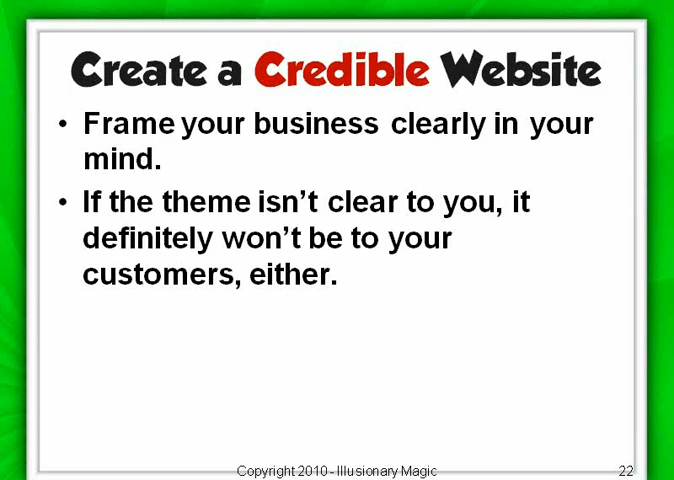 Create a Credible Website
• Frame your business clearly in your
mind.
• If the theme isn't clear to you, it
definitely won't be to your
customers, either.
Copyright 2010 - Illusionary Magic
22